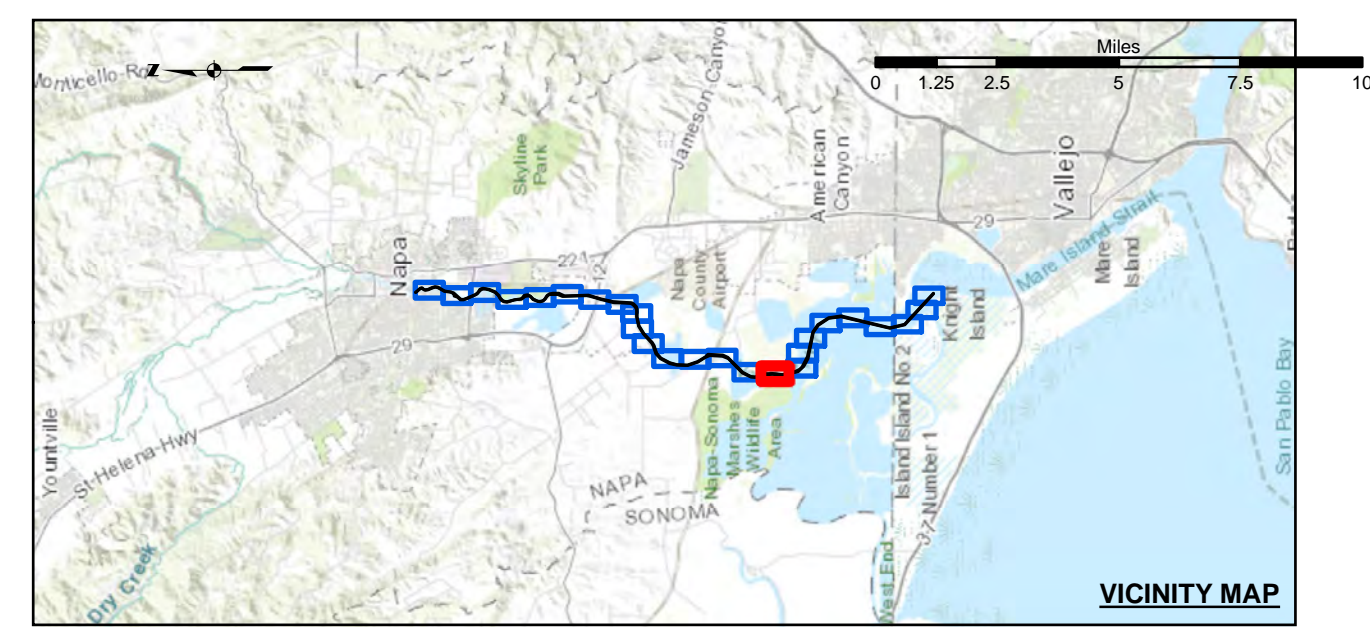 Monticello-Rd
Z
Miles
0 1.25 2.5 5 7.5 10
Skyline
Park
Jameson Canyon
American
Canyon
Vallejo
29
Mare Island-Strait
Mare
Island
Napa
221
12
Napa
County
Airport
Knight
Island
29
Yountville
St-Helena-Hwy
Napa-Sonoma
Marshes
Wildlife
Area
Island Island No 2
Number 1
37
San Pablo Bay
NAPA
SONOMA
Dry Creek
West End
VICINITY MAP